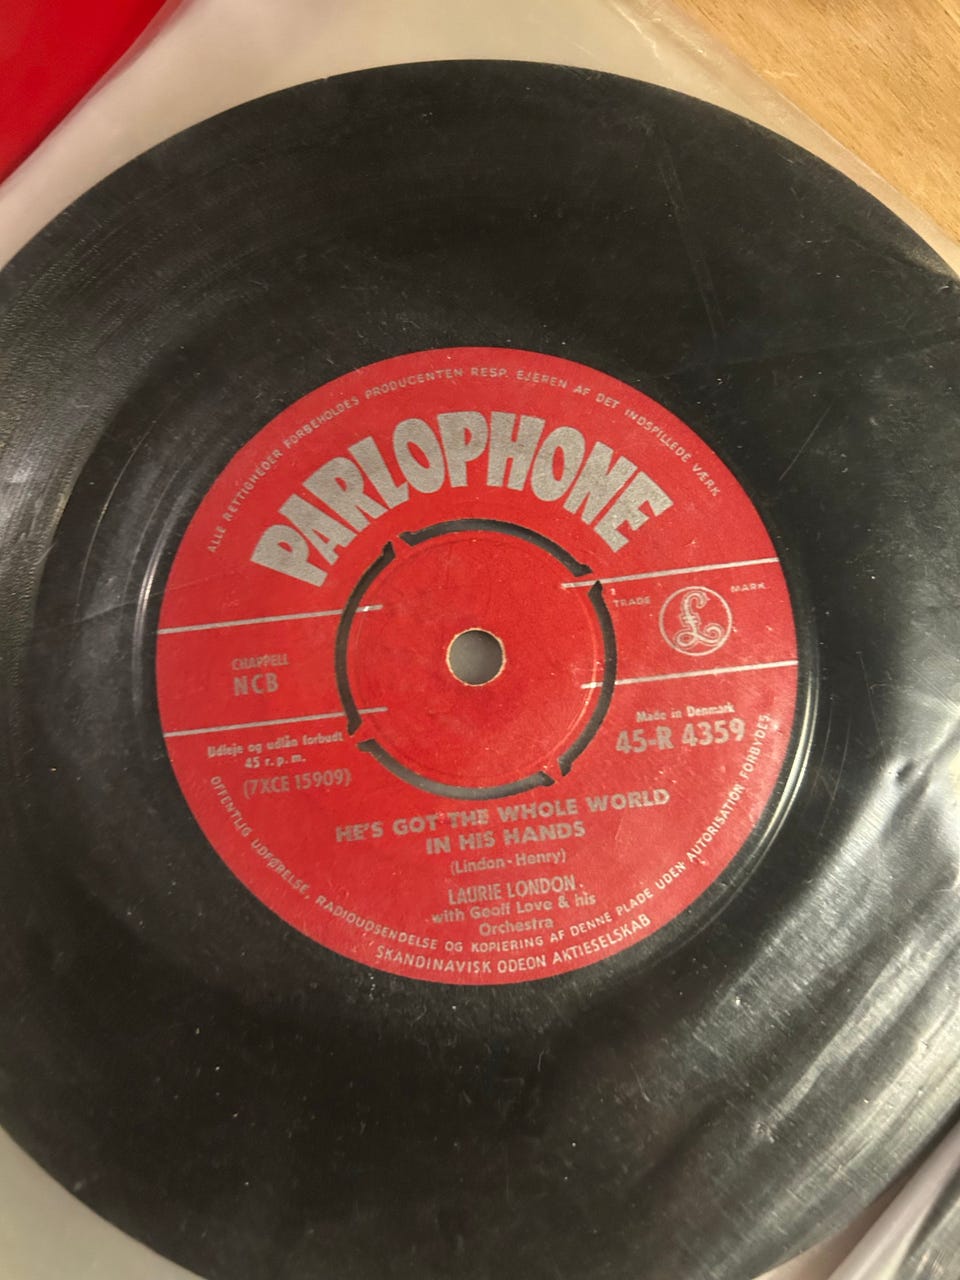 ALLE RETTIGHEDER FORBEHOLDES PRODUCENTEN RESP. EJEREN AF DET INDSPILLEDE VÆRK
PARLOPHONE
TRADE MARK
£
CHAPPELL
NCB
Udleje og udlån forbudt
45 r.p.m.
(7XCE 15909)
Made in Denmark
45-R 4359
HE'S GOT THE WHOLE WORLD
IN HIS HANDS
(Lindon-Henry)
LAURIE LONDON
with Geoff Love & his
Orchestra
OFFENTLIG UDFØRELSE, RADIOUDSENDELSE OG KOPIERING AF DENNE PLADE UDEN AUTORISATION FORBYDES
SKANDINAVISK ODEON AKTIESELSKAB